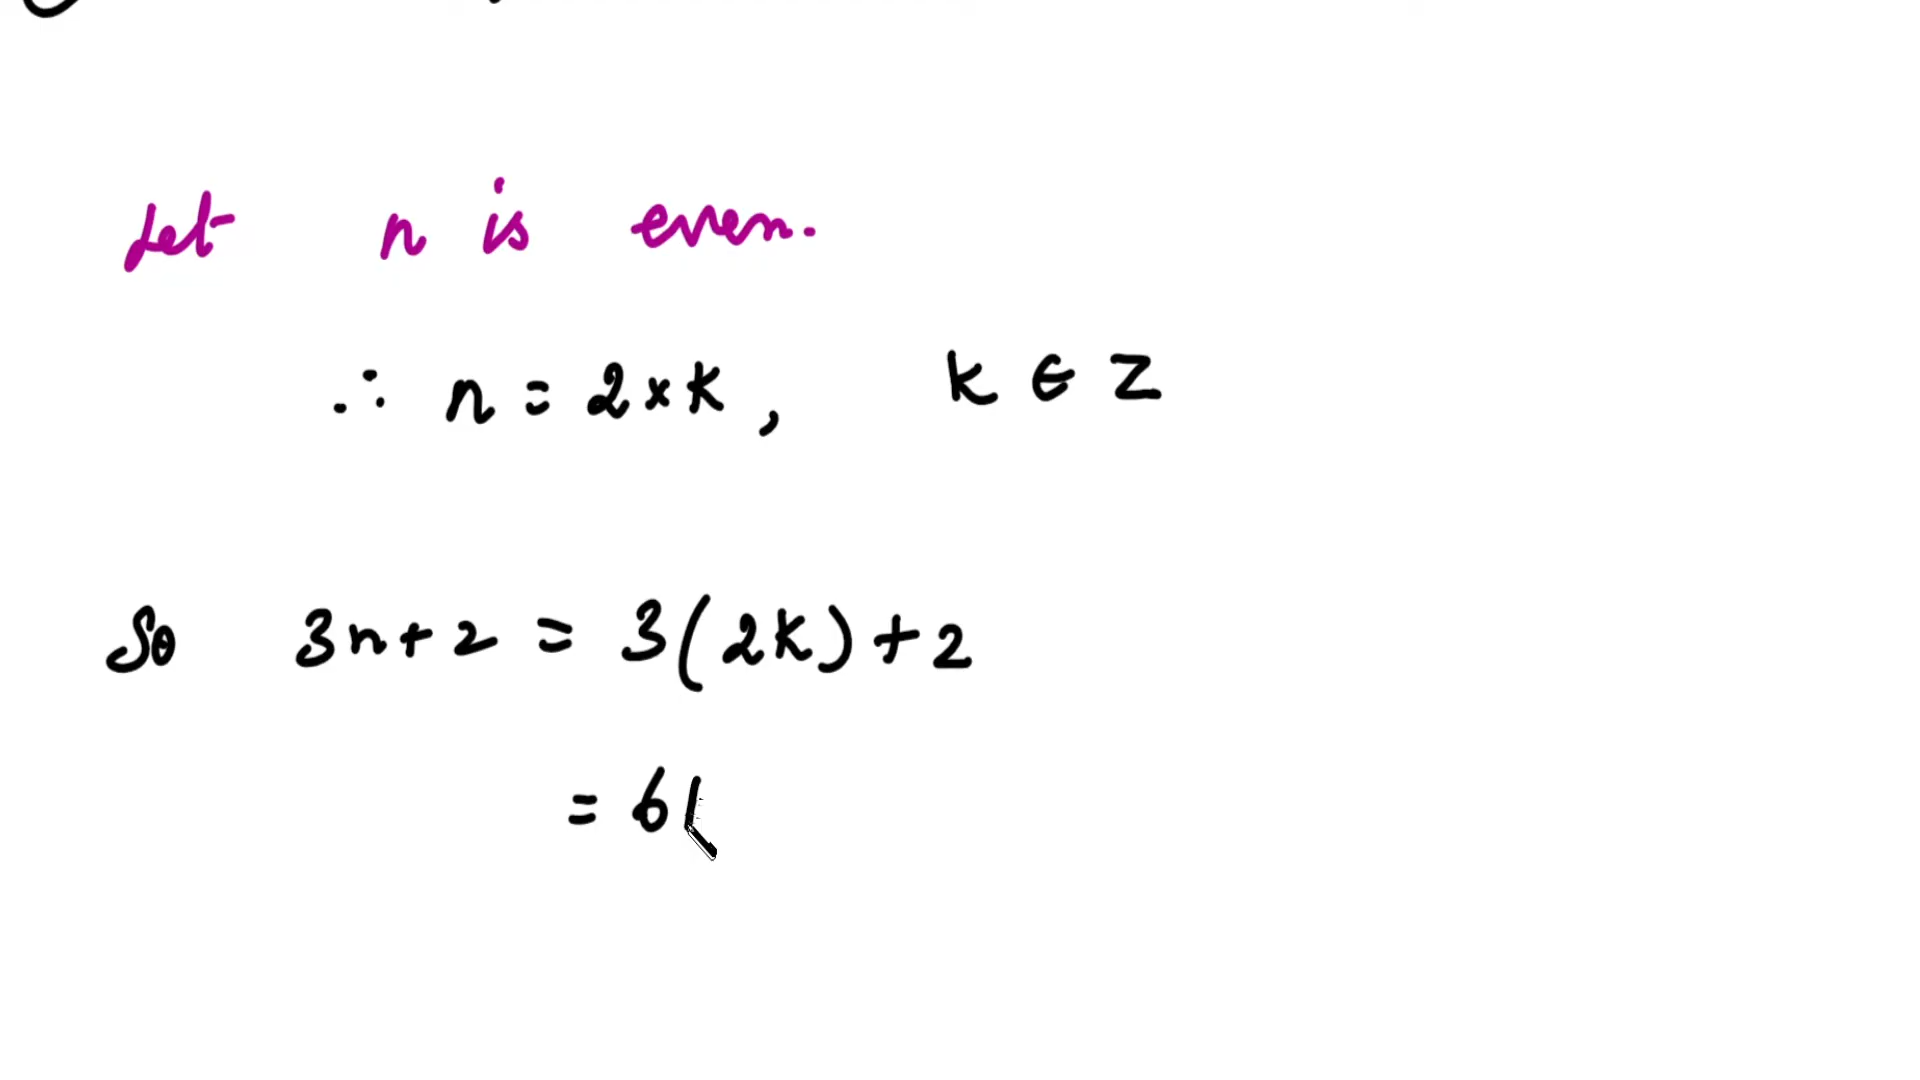 Let n is even.
∴ n = 2 × k , k ∈ Z
So 3n + 2 = 3(2k) + 2
= 6